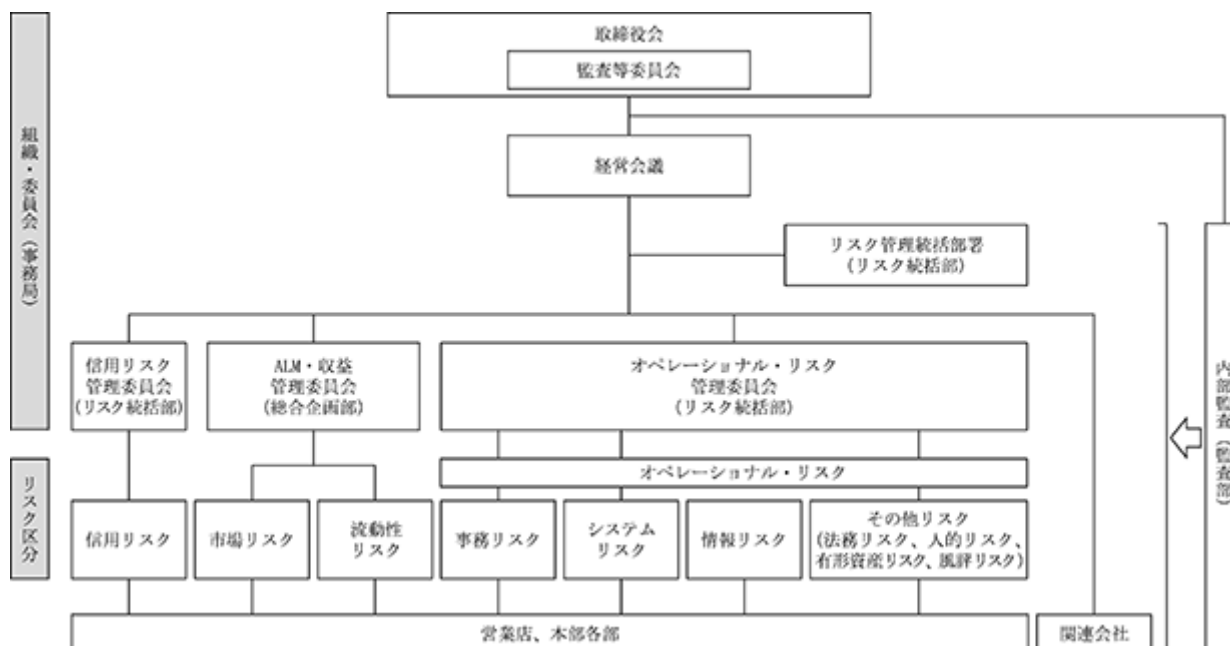 取締役会
監査等委員会
組織・委員会（事務局）
経営会議
リスク管理統括部署
(リスク統括部)
信用リスク
管理委員会
(リスク統括部)
ALM・収益
管理委員会
(総合企画部)
オペレーショナル・リスク
管理委員会
(リスク統括部)
内部監査（監査部）
リスク区分
オペレーショナル・リスク
信用リスク
市場リスク
流動性
リスク
事務リスク
システム
リスク
情報リスク
その他リスク
(法務リスク、人的リスク、
有形資産リスク、風評リスク)
営業店、本部各部
関連会社